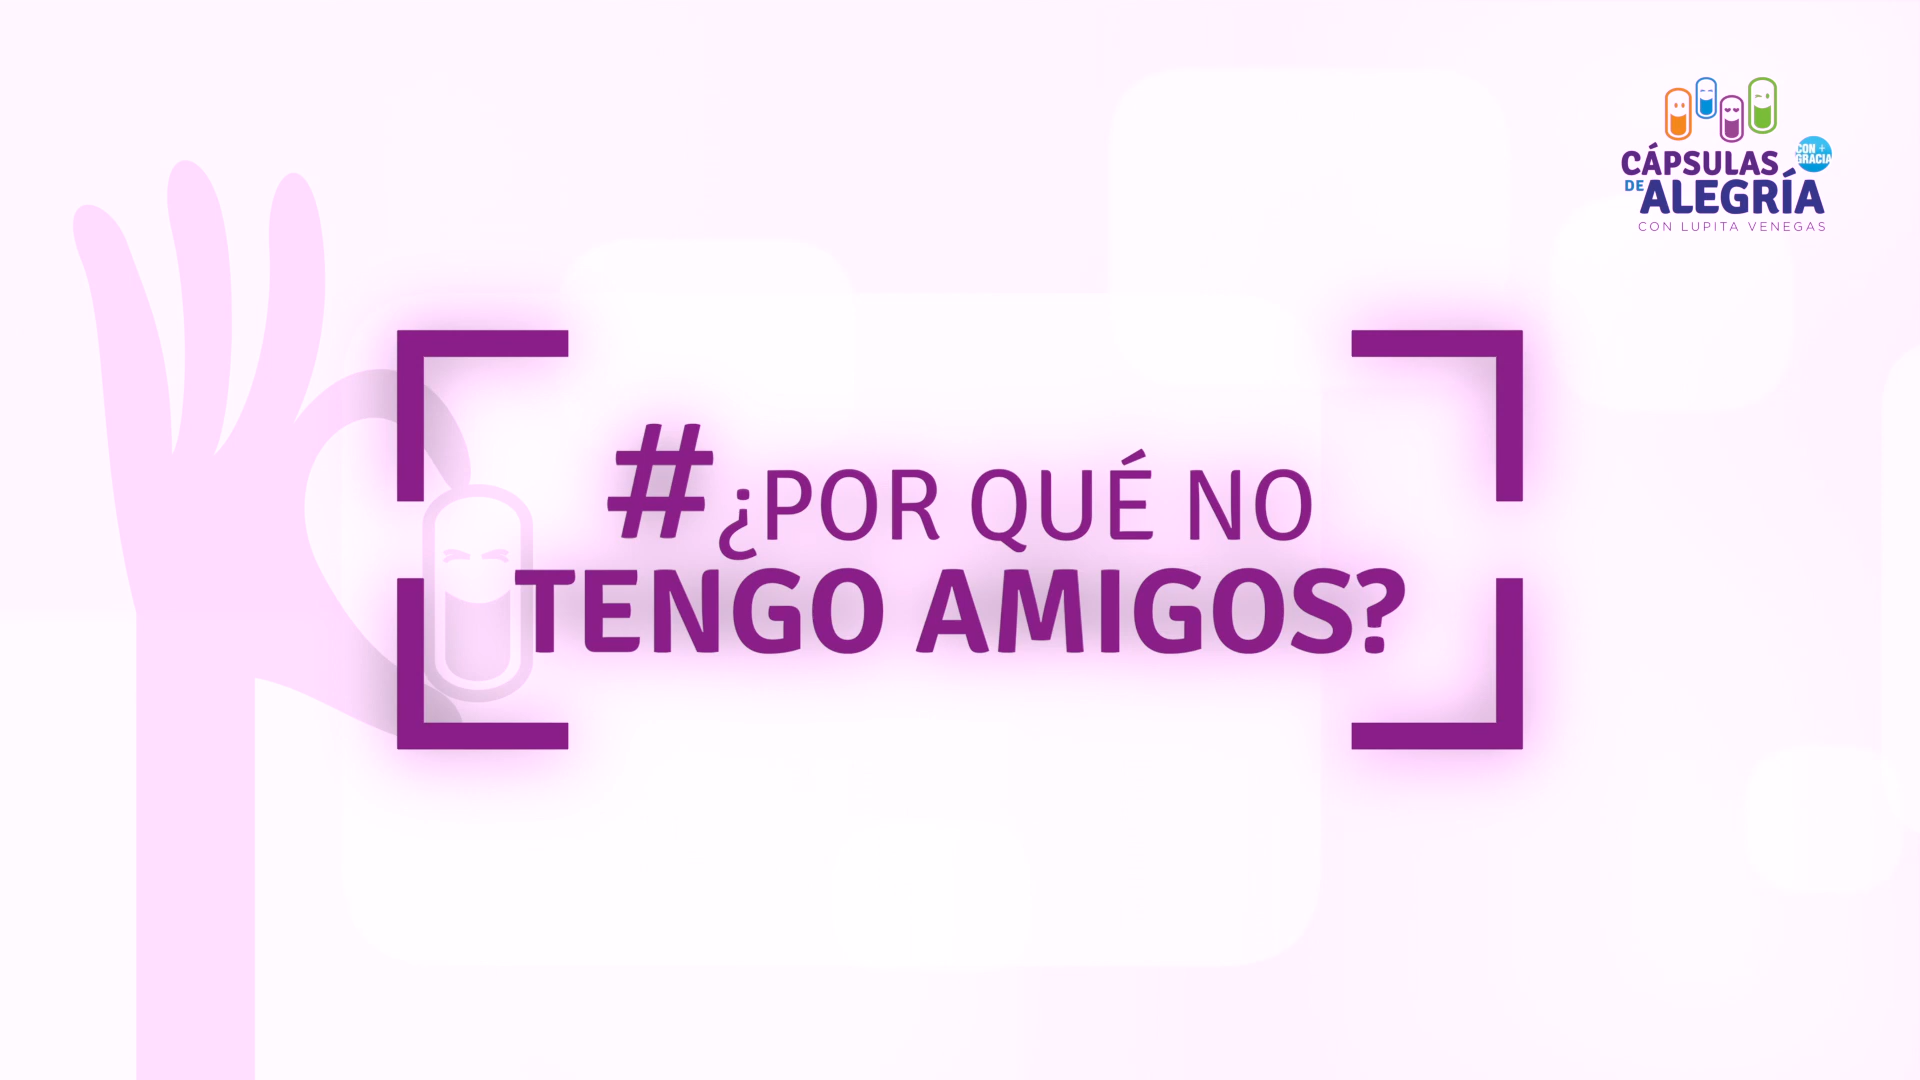 CÁPSULAS
CON +
GRACIA
DE ALEGRÍA
CON LUPITA VENEGAS
#¿POR QUÉ NO
TENGO AMIGOS?